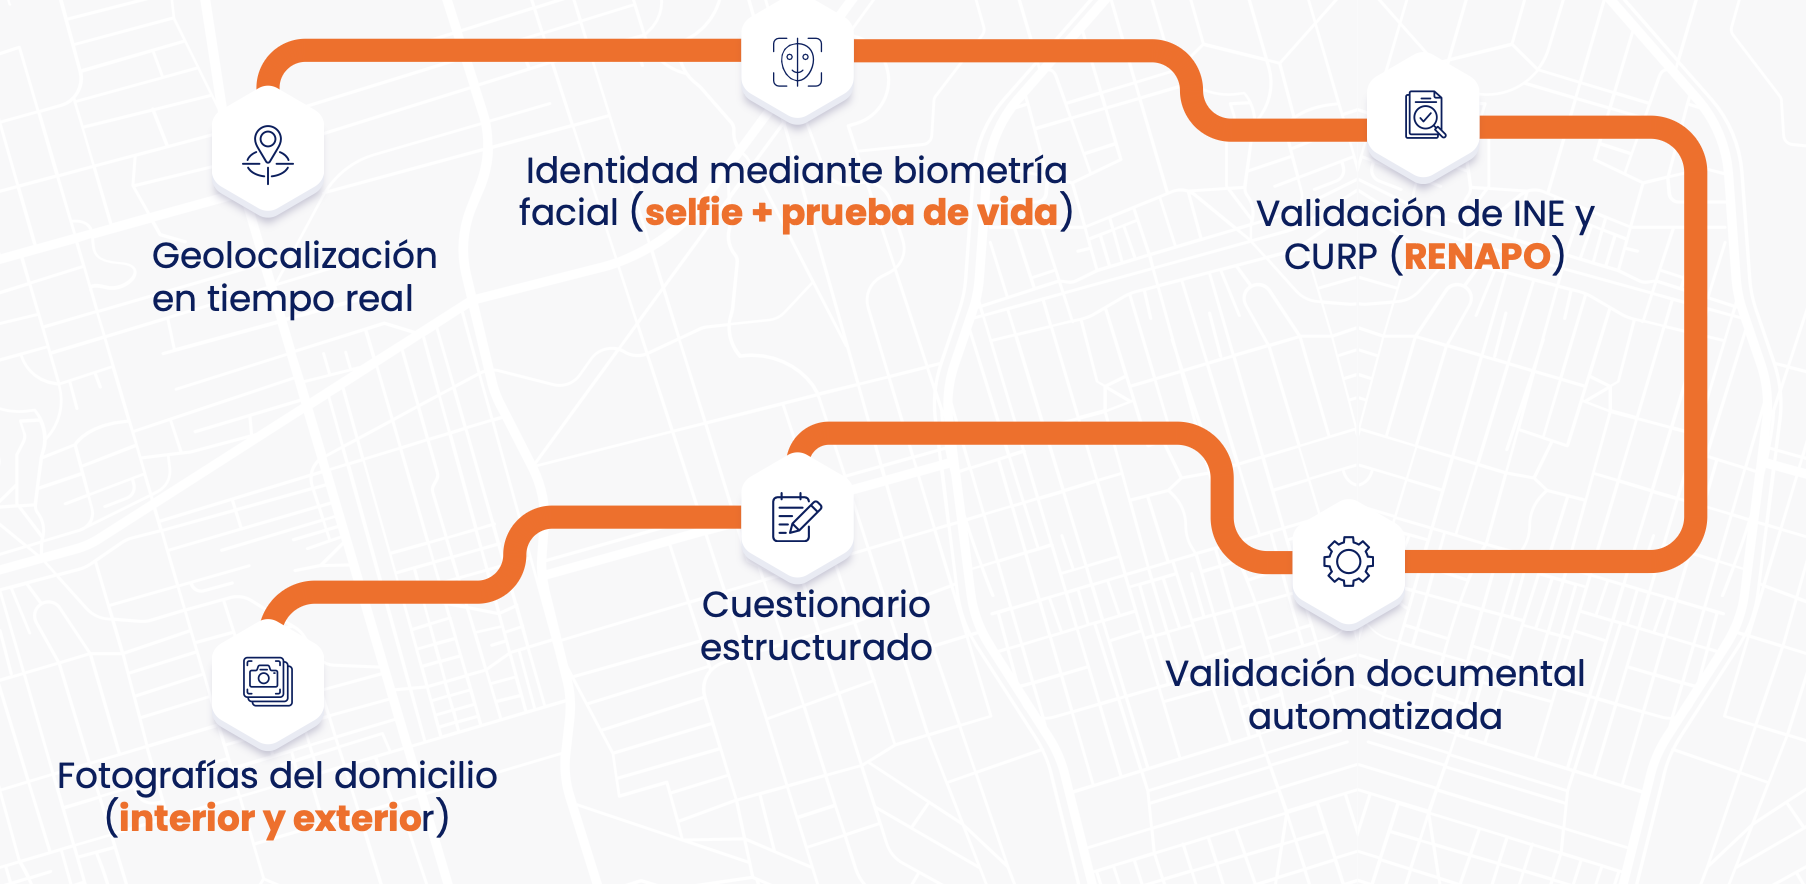 Geolocalización
en tiempo real
Identidad mediante biometría
facial (selfie + prueba de vida)
Validación de INE y
CURP (RENAPO)
Validación documental
automatizada
Cuestionario
estructurado
Fotografías del domicilio
(interior y exterior)